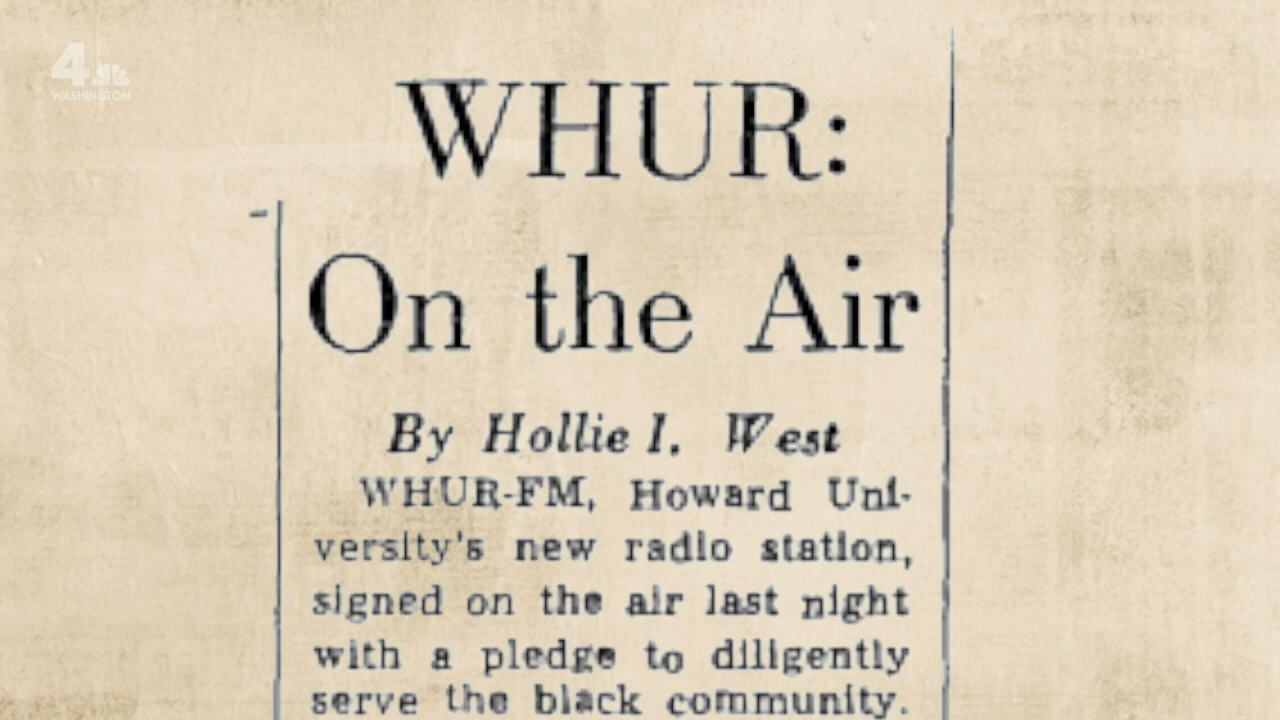 4
WASHINGTON
WHUR:
On the Air
By Hollie I. West
WHUR-FM, Howard Uni-
versity's new radio station,
signed on the air last night
with a pledge to diligently
serve the black community.